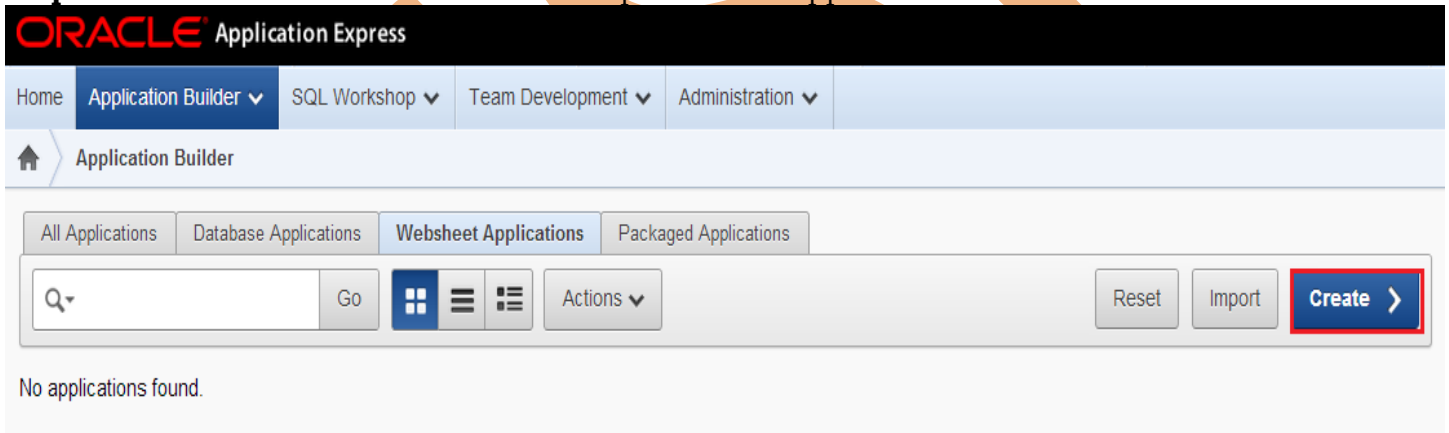 ORACLE Application Express
Home Application Builder SQL Workshop Team Development Administration
Application Builder
All Applications Database Applications Websheet Applications Packaged Applications
Go Actions Reset Import Create
No applications found.